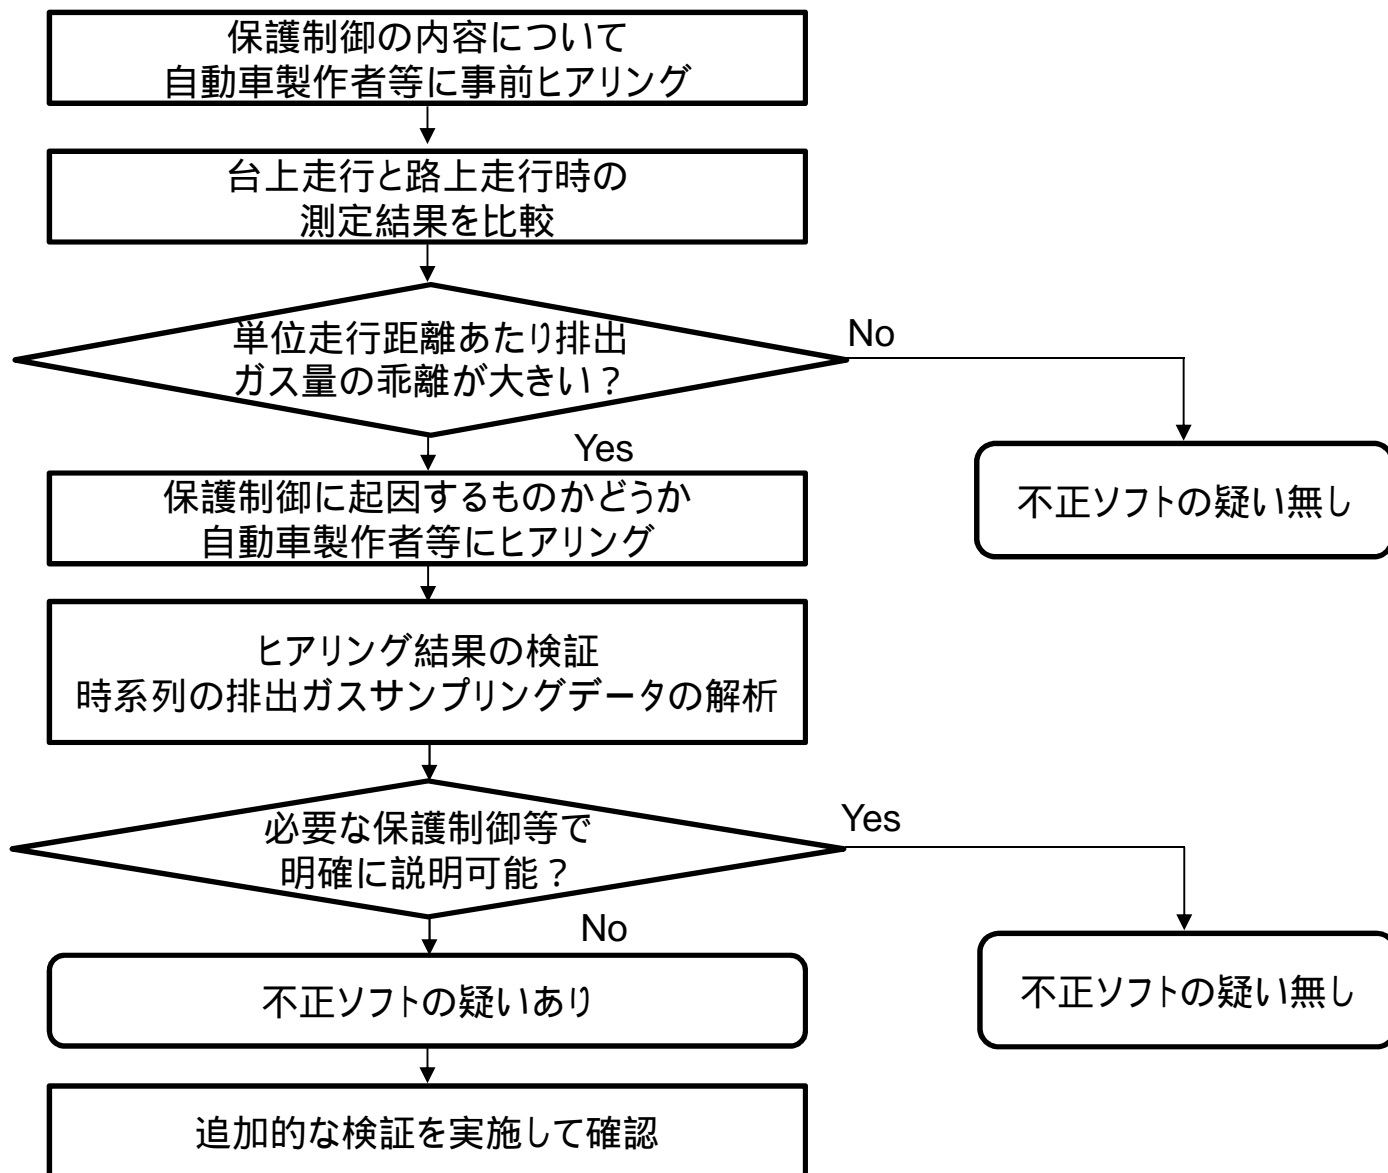 保護制御の内容について
自動車製作者等に事前ヒアリング
台上走行と路上走行時の
測定結果を比較
単位走行距離あたり排出
ガス量の乖離が大きい？
No
Yes
不正ソフトの疑い無し
保護制御に起因するものかどうか
自動車製作者等にヒアリング
ヒアリング結果の検証
時系列の排出ガスサンプリングデータの解析
必要な保護制御等で
明確に説明可能？
Yes
No
不正ソフトの疑い無し
不正ソフトの疑いあり
追加的な検証を実施して確認